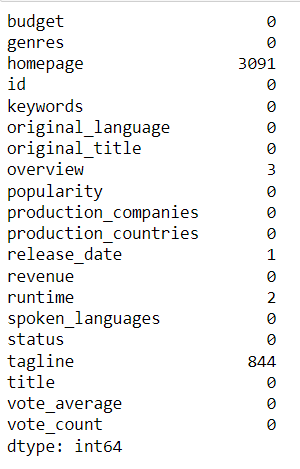 budget 0
genres 0
homepage 3091
id 0
keywords 0
original_language 0
original_title 0
overview 3
popularity 0
production_companies 0
production_countries 0
release_date 1
revenue 0
runtime 2
spoken_languages 0
status 0
tagline 844
title 0
vote_average 0
vote_count 0
dtype: int64